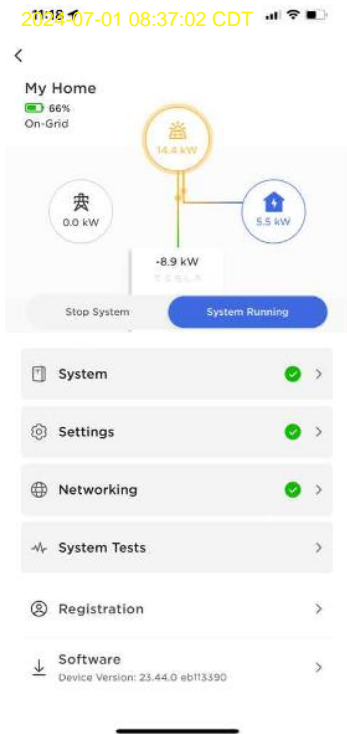 11:18
2024-07-01 08:37:02 CDT
My Home
66%
On-Grid
14.4 kW
0.0 kW
5.5 kW
-8.9 kW
TESLA
Stop System
System Running
System
Settings
Networking
System Tests
Registration
Software
Device Version: 23.44.0 eb113390